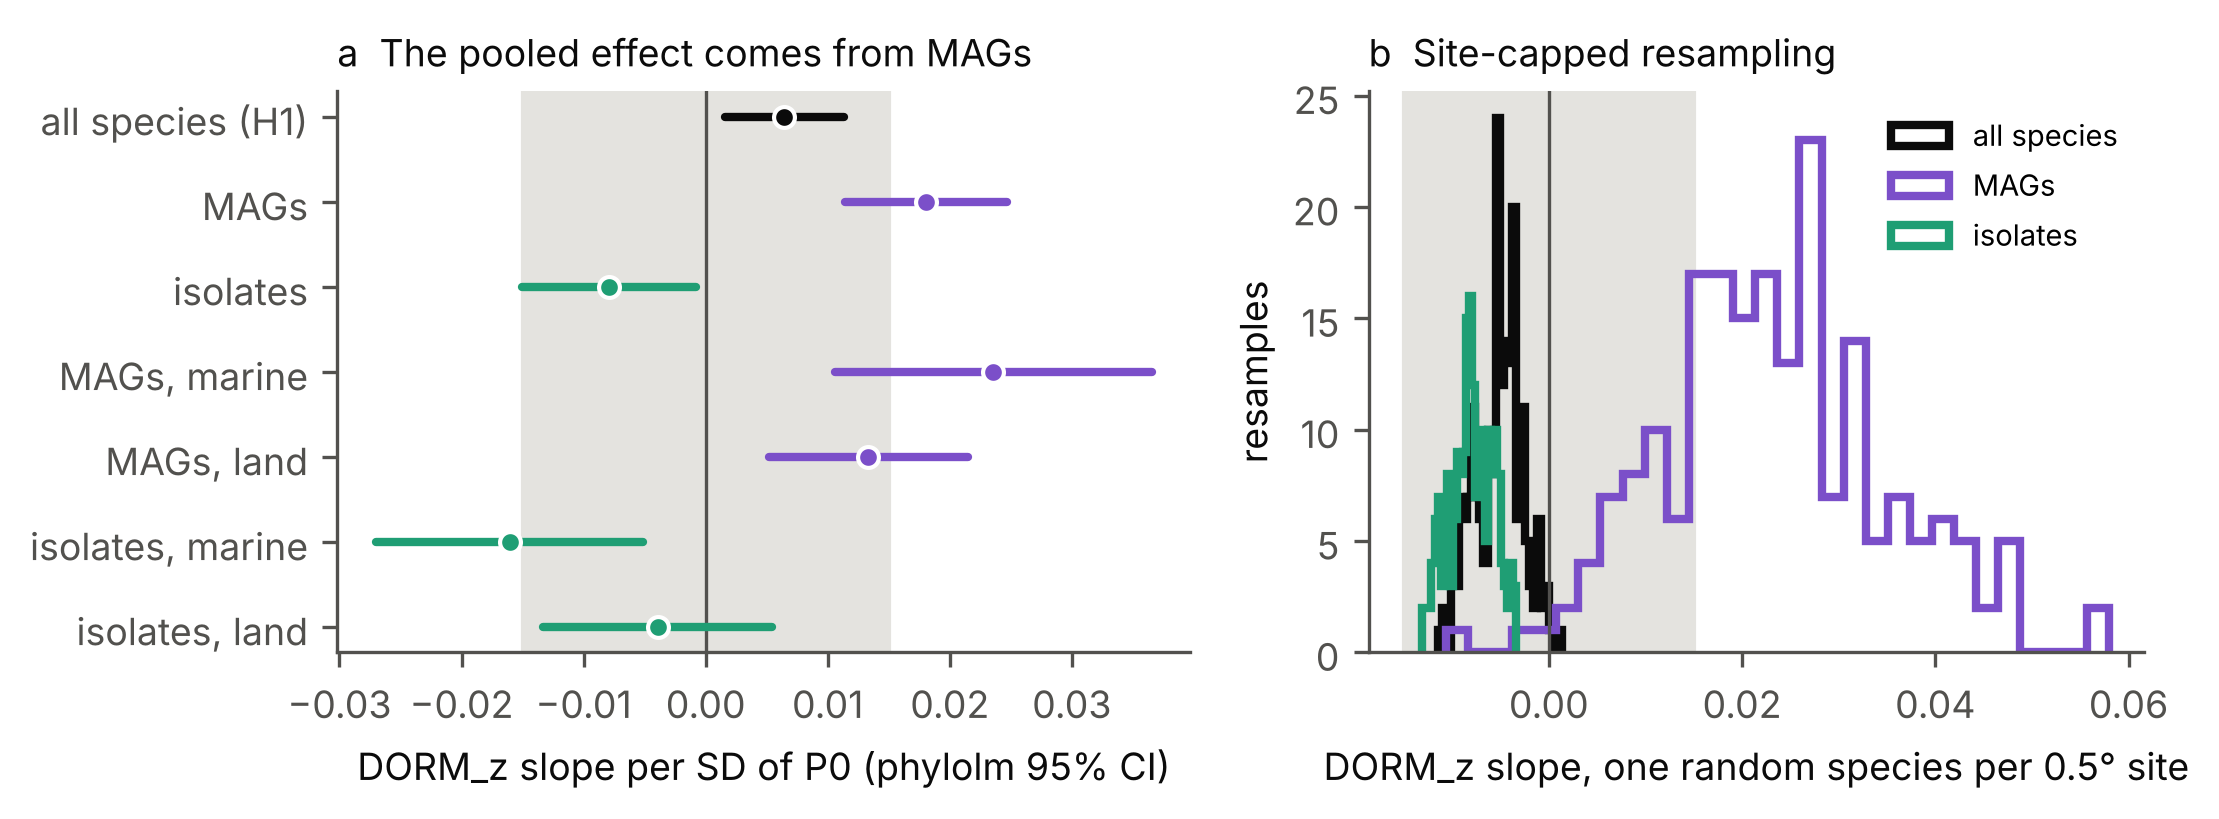 a The pooled effect comes from MAGs
all species (H1)
MAGs
isolates
MAGs, marine
MAGs, land
isolates, marine
isolates, land
−0.03 −0.02 −0.01 0.00 0.01 0.02 0.03
DORM_z slope per SD of P0 (phylolm 95% CI)
b Site-capped resampling
25
20
15
10
5
0
resamples
all species
MAGs
isolates
0.00 0.02 0.04 0.06
DORM_z slope, one random species per 0.5° site